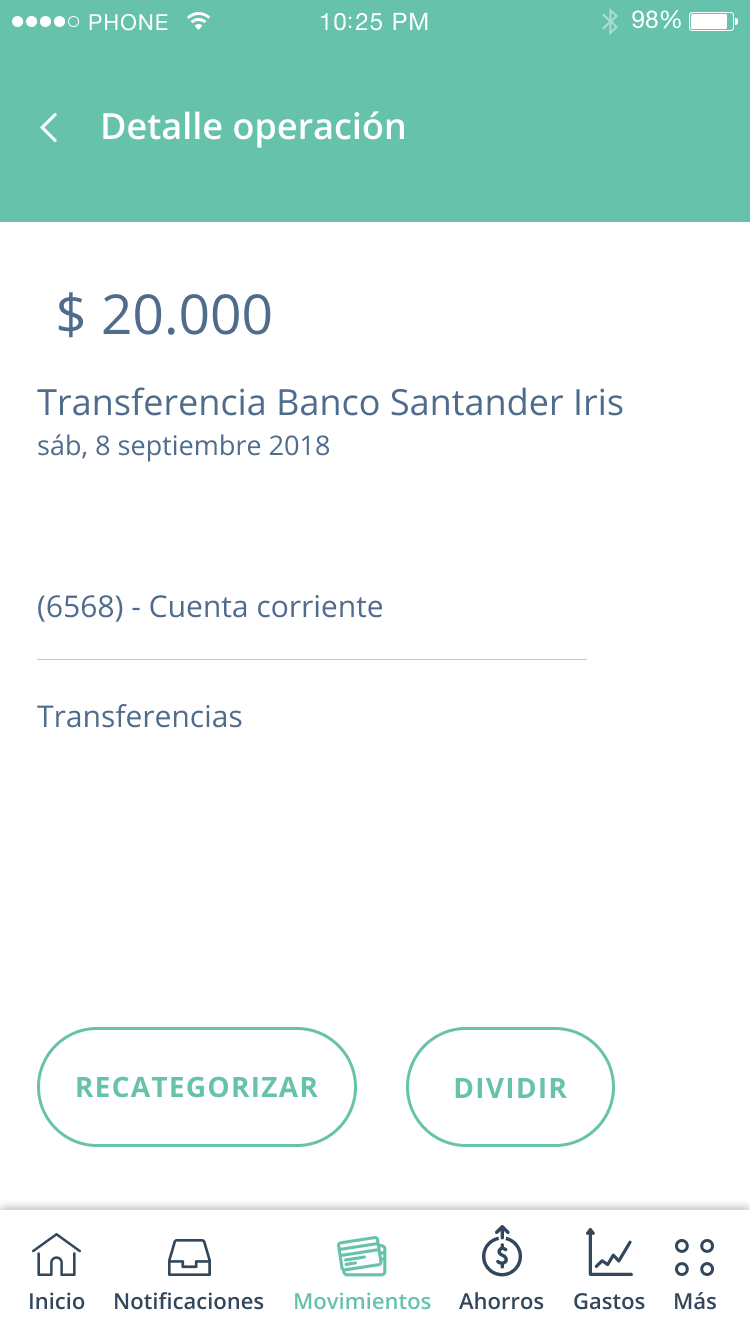 PHONE 10:25 PM 98%
Detalle operación
$ 20.000
Transferencia Banco Santander Iris
sáb, 8 septiembre 2018
(6568) - Cuenta corriente
Transferencias
RECATEGORIZAR DIVIDIR
Inicio Notificaciones Movimientos Ahorros Gastos Más